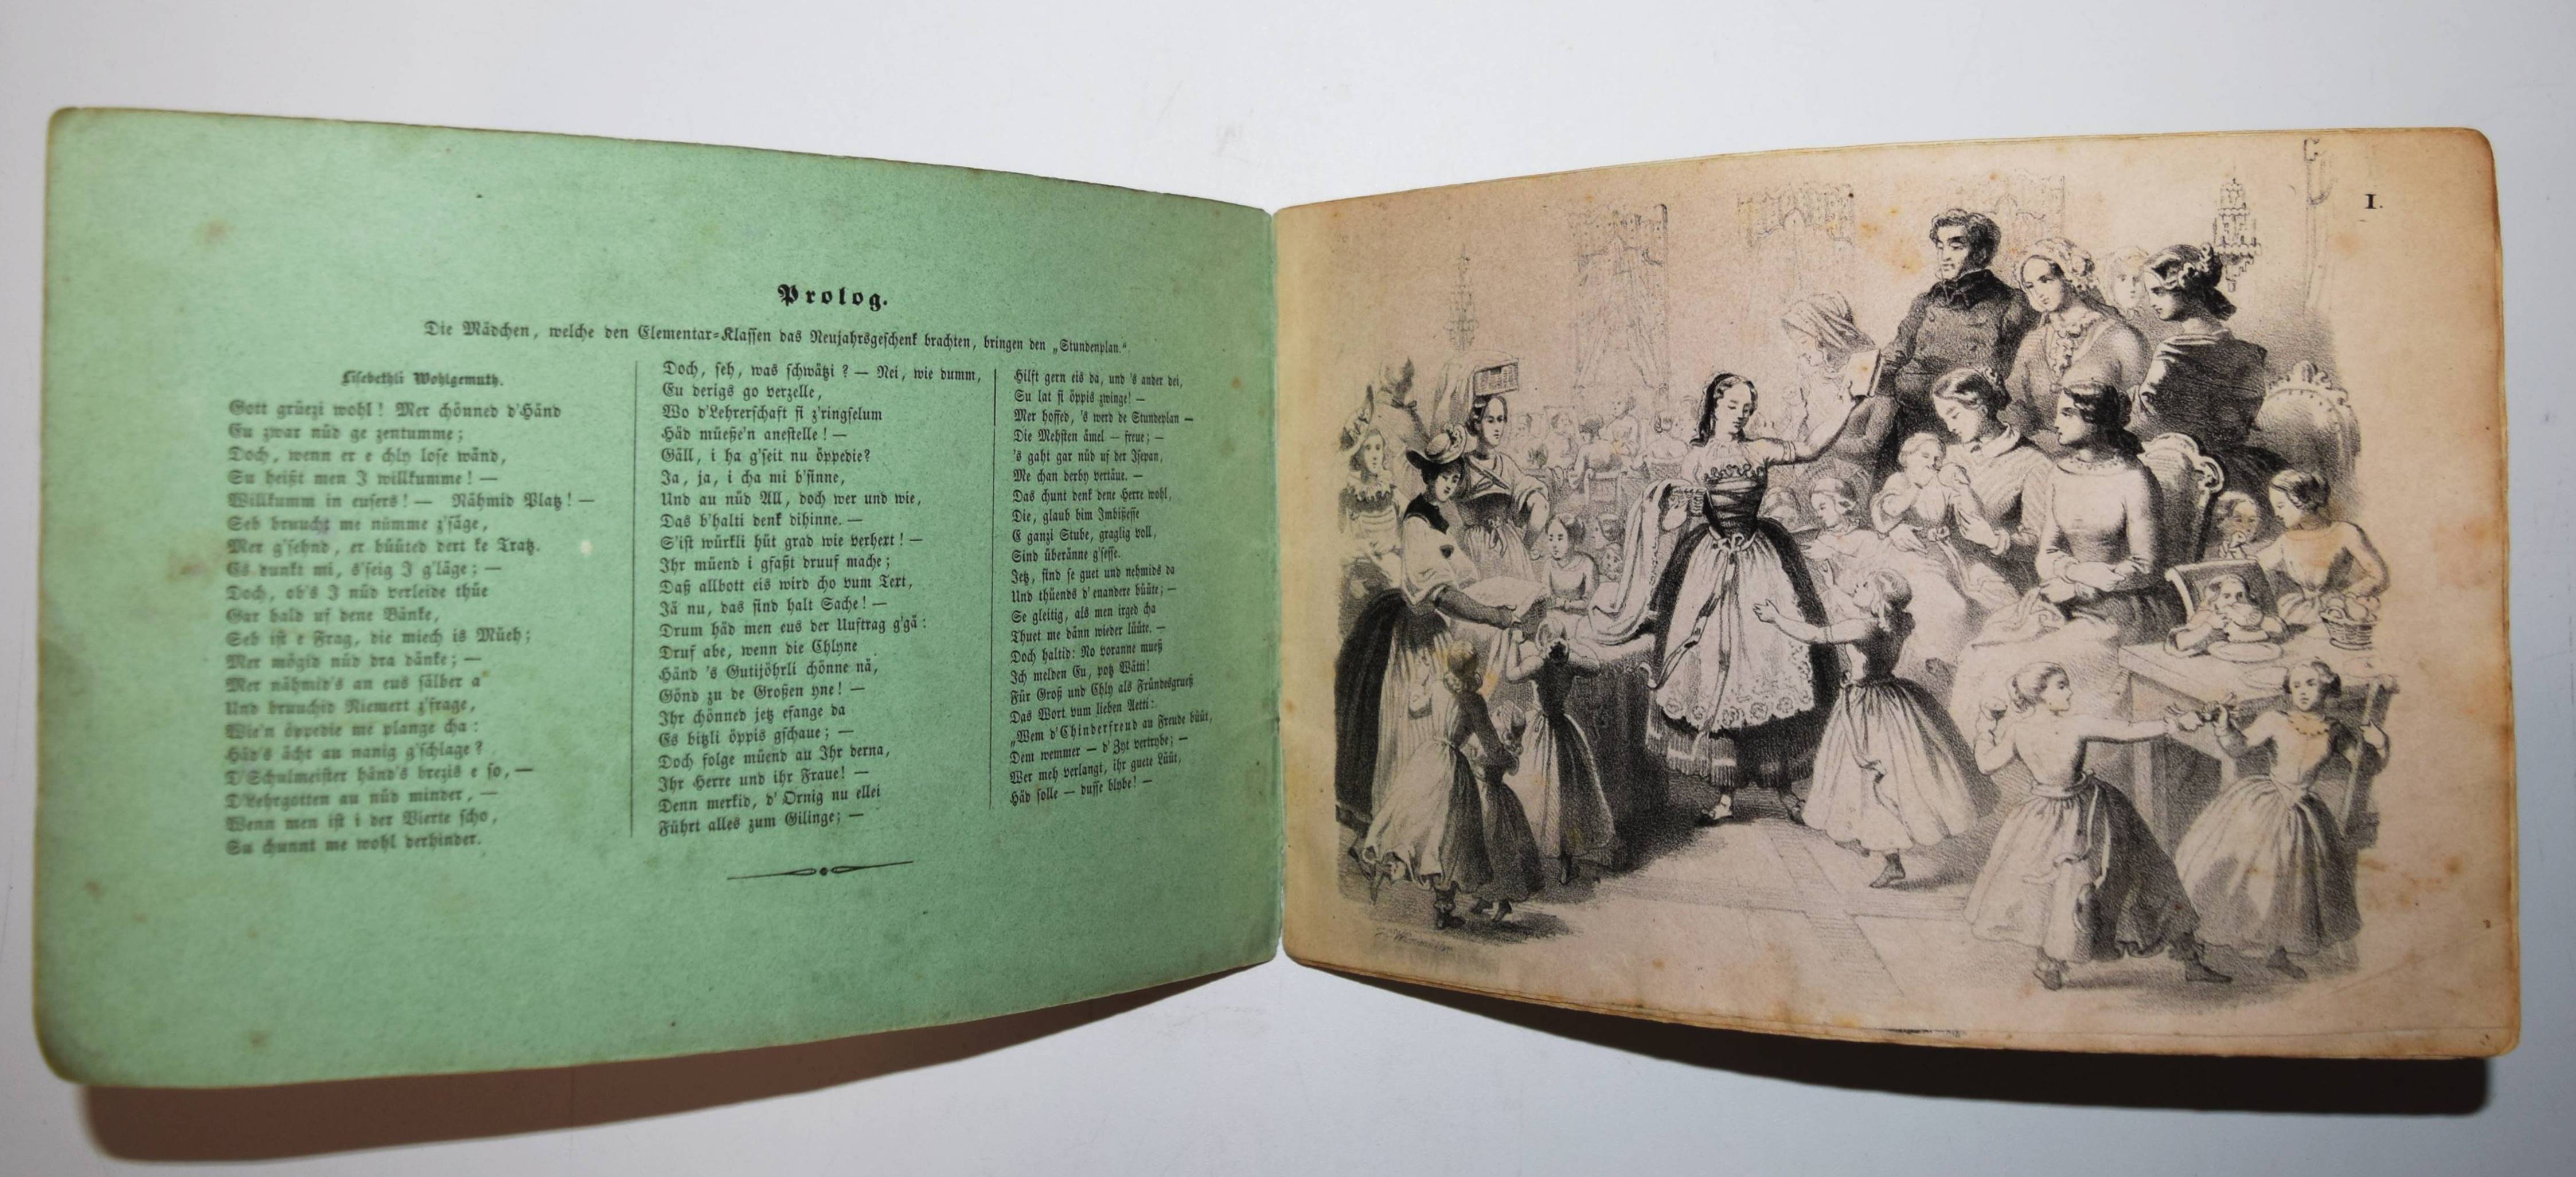 Prolog.
Die Mädchen, welche den Elementar-Klassen das Neujahrsgeschenk brachten, bringen den „Stundenplan.“
Lisebethli Wohlgemuth.
Gott grüezi wohl! Mer chönned d'Händ
Eu zwar nüd ge zentumme;
Doch, wenn er e chly lose wänd,
Su heißt men I willkumme! —
Willkumm in eusers! — Nähmid Platz! —
Seb bruucht me nümme z'säge,
Mer g'sehnd, er büüted dert ke Tratz.
Es dunkt mi, s'seig I g'läge; —
Doch, ob's I nüd verleide thüe
Gar bald uf dene Bänke,
Seb ist e Frag, die miech is Müeh;
Mer mögid nüd dra dänke; —
Mer nähmid's an eus sälber a
Und bruuchid Niemert z'frage,
Wie'n öppedie me plange cha:
Häd's ächt au nanig g'schlage?
D'Schulmeister händ's brezis e so, —
D'Lehrgotten au nüd minder, —
Wenn men ist i der Vierte scho,
Su chunnt me wohl derhinder.
Doch, seh, was schwätzi? — Nei, wie dumm,
Eu derigs go verzelle,
Wo d'Lehrerschaft si z'ringselum
Häd müeße'n anestelle! —
Gäll, i ha g'seit nu öppedie?
Ja, ja, i cha mi b'sinne,
Und au nüd All, doch wer und wie,
Das b'halti denk dihinne. —
S'ist würkli hüt grad wie verhext! —
Ihr müend i gfaßt druuf mache;
Daß allbott eis wird cho vum Text,
Jä nu, das sind halt Sache! —
Drum häd men eus der Uuftrag g'gä:
Druf abe, wenn die Chlyne
Händ 's Gutijöhrli chönne nä,
Gönd zu de Großen yne! —
Ihr chönned jetz esange da
Es bitzli öppis gschaue; —
Doch folge müend au Ihr derna,
Ihr Herre und ihr Fraue! —
Denn merkid, d' Ornig nu ellei
Führt alles zum Gilinge; —
Hilft gern eis da, und 's ander dei,
Su lat si öppis zwinge! —
Mer hoffed, 's werd de Stundeplan —
Die Mehsten ämel — freue; —
's gaht gar nüd uf der Isepan,
Me chan derby vertäue. —
Das chunt denk dene Herre wohl,
Die, glaub bim Imbißesse
E ganzi Stube, graglig voll,
Sind überänne g'sesse.
Jetz, sind se guet und nehmids da
Und thüends d'enandere büüte; —
Se gleitig, als men irged cha
Thuet me dänn wieder lüüte. —
Doch haltid: No voranne mueß
Ich melden Eu, potz Wätti!
Für Groß und Chly als Fründesgrueß
Das Wort vum lieben Aetti:
„Wem d'Chinderfreud au Freude büüt,
Dem wemmer — d' Zyt vertrybe; —
Wer meh verlangt, ihr guete Lüüt,
Häd solle — dusse blybe! —
I.